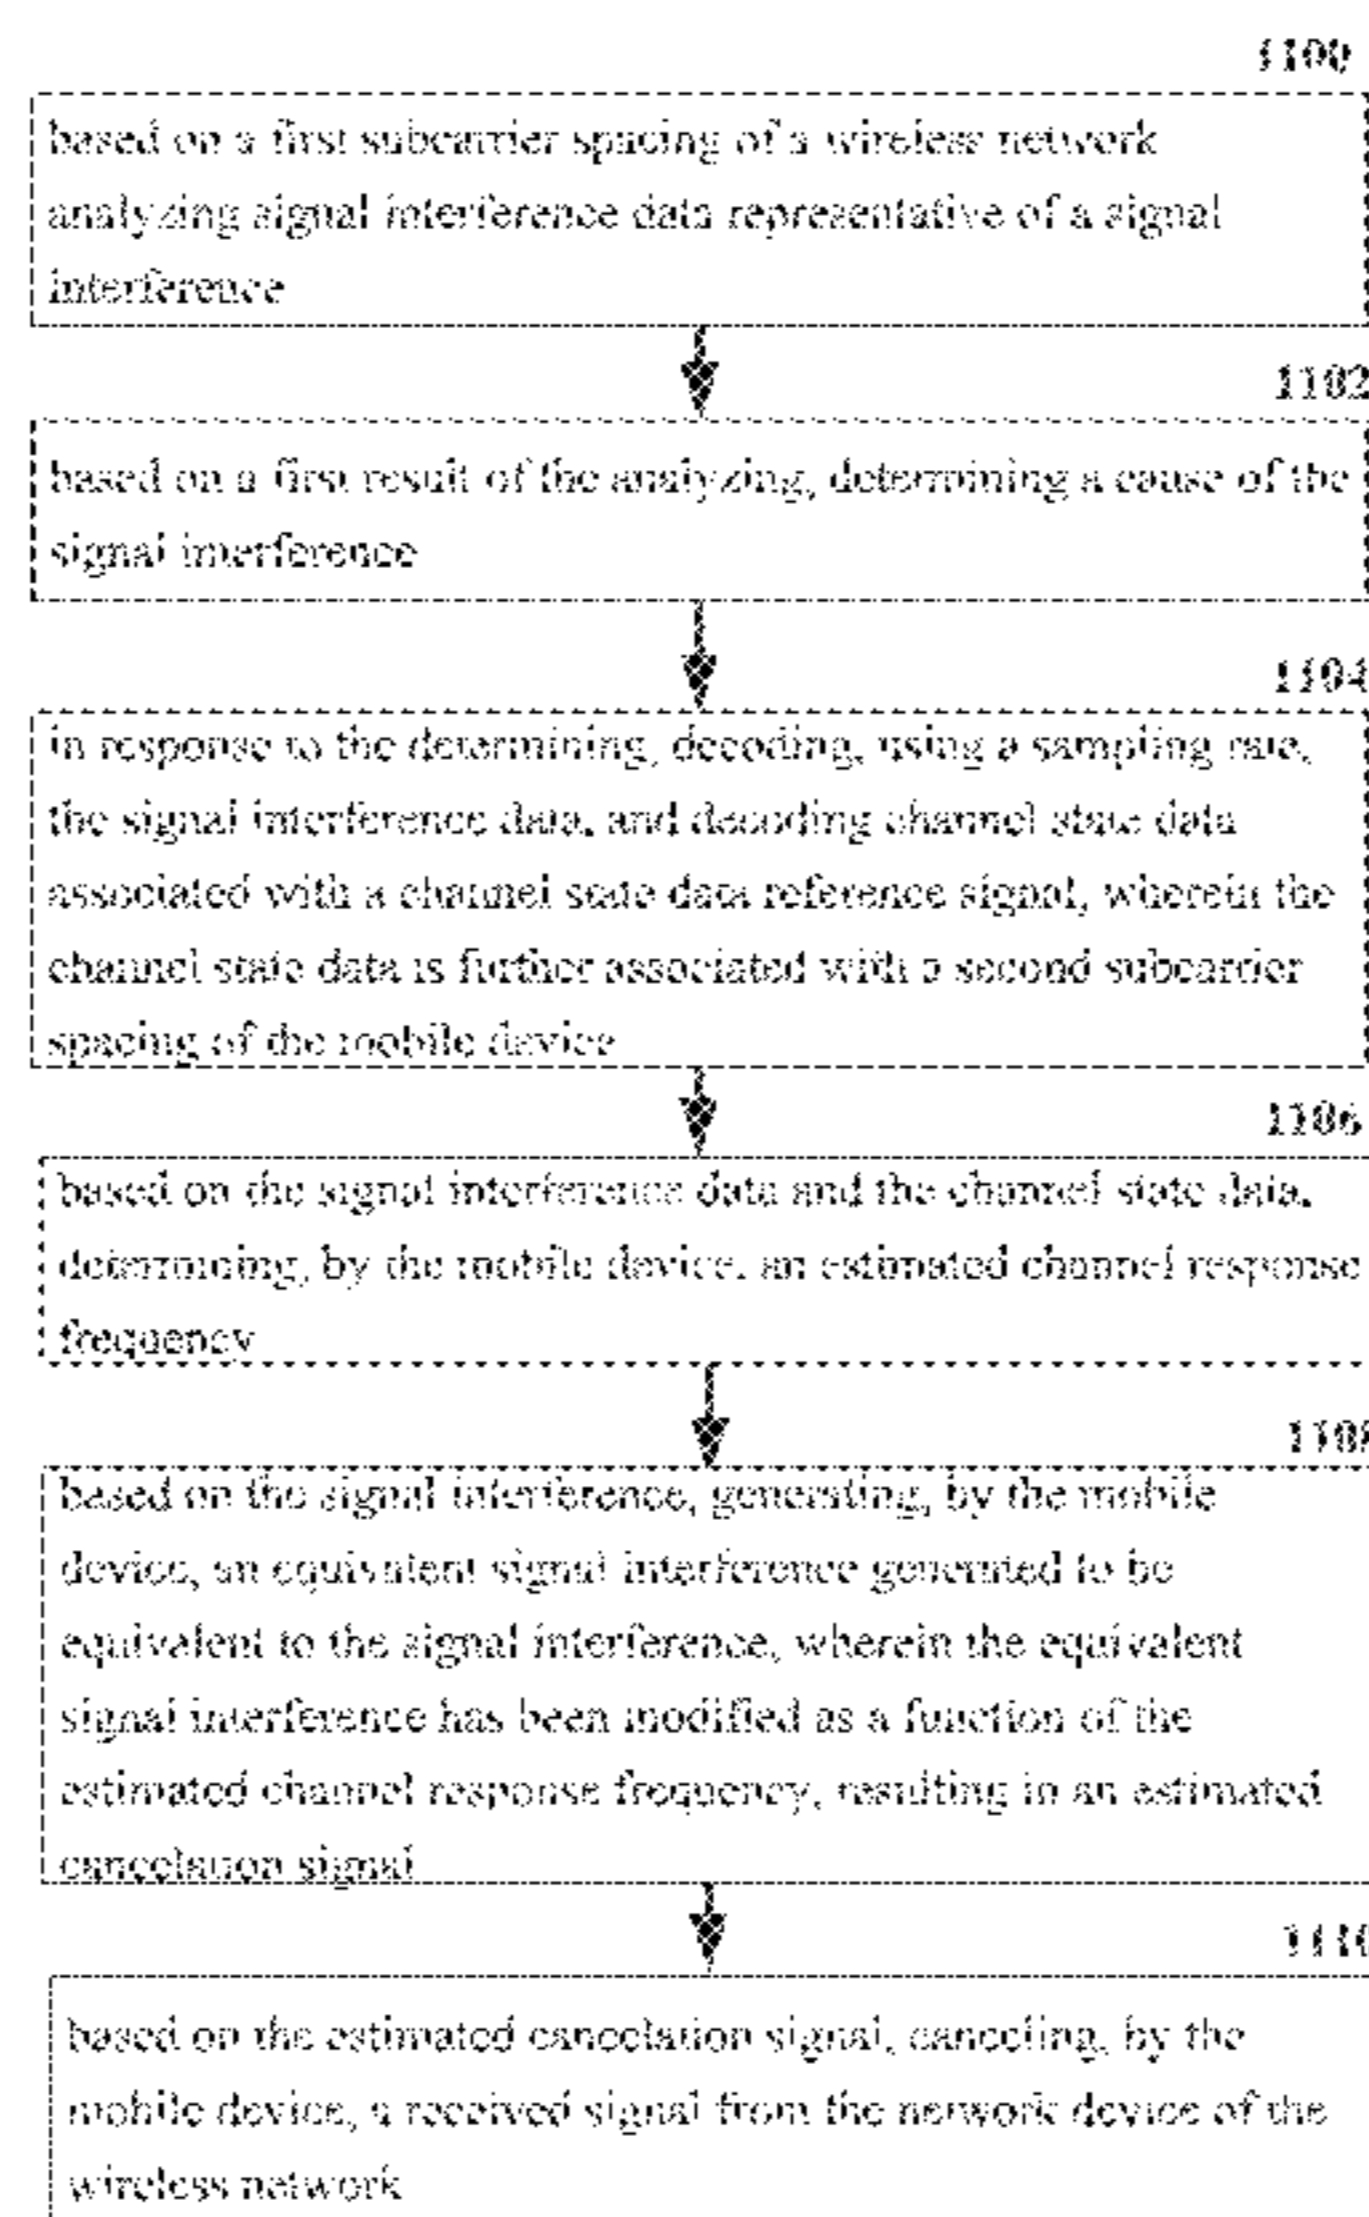 1100
based on a first subcarrier spacing of a wireless network
analyzing signal interference data representative of a signal
interference
1102
based on a first result of the analyzing, determining a cause of the
signal interference
1104
in response to the determining, decoding, using a sampling rate,
the signal interference data, and decoding channel state data
associated with a channel state data reference signal, wherein the
channel state data is further associated with a second subcarrier
spacing of the mobile device
1106
based on the signal interference data and the channel state data,
determining, by the mobile device, an estimated channel response
frequency
1108
based on the signal interference, generating, by the mobile
device, an equivalent signal interference generated to be
equivalent to the signal interference, wherein the equivalent
signal interference has been modified as a function of the
estimated channel response frequency, resulting in an estimated
cancelation signal
1110
based on the estimated cancelation signal, canceling, by the
mobile device, a received signal from the network device of the
wireless network